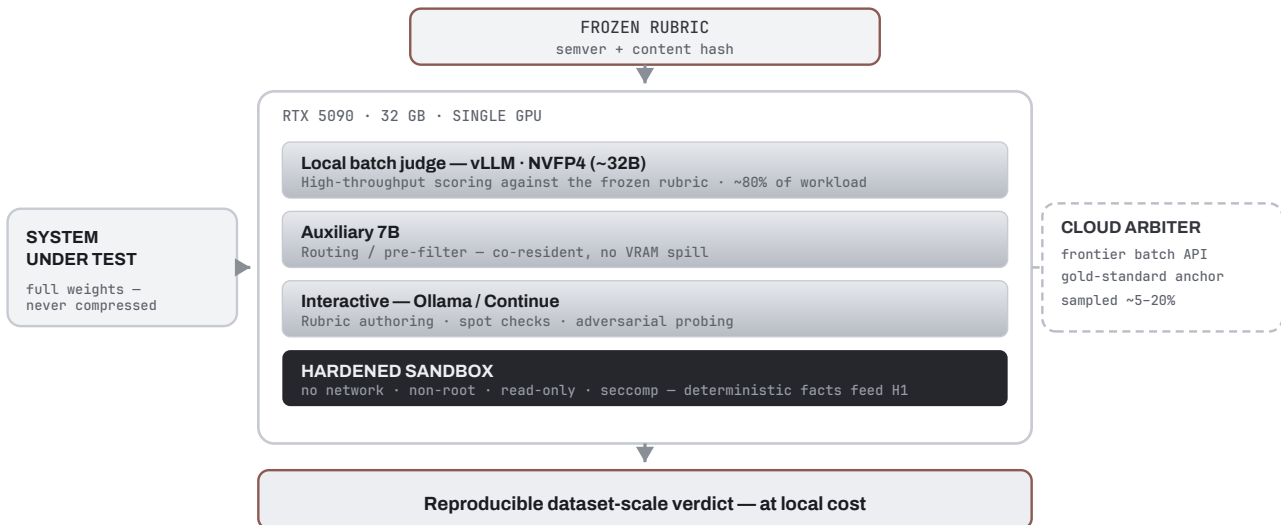 FROZEN RUBRIC
semver + content hash
RTX 5090 · 32 GB · SINGLE GPU
Local batch judge — vLLM · NVFP4 (~32B)
High-throughput scoring against the frozen rubric · ~80% of workload
Auxiliary 7B
Routing / pre-filter — co-resident, no VRAM spill
Interactive — Ollama / Continue
Rubric authoring · spot checks · adversarial probing
HARDENED SANDBOX
no network · non-root · read-only · seccomp — deterministic facts feed H1
SYSTEM
UNDER TEST
full weights —
never compressed
CLOUD ARBITER
frontier batch API
gold-standard anchor
sampled ~5–20%
Reproducible dataset-scale verdict — at local cost